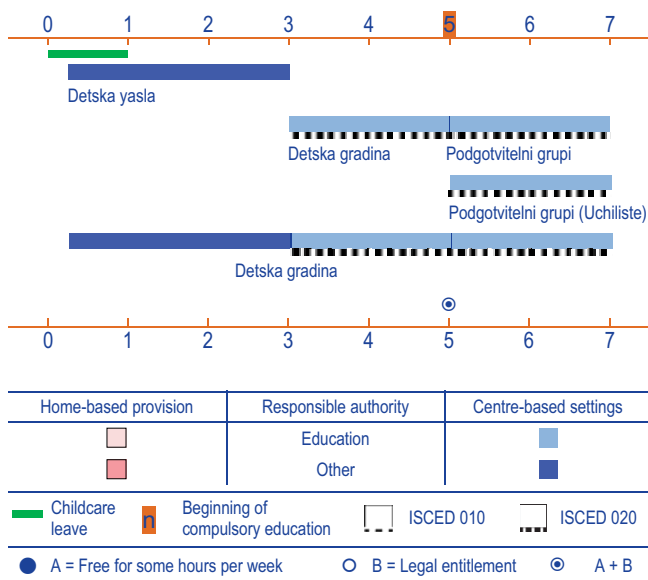 0 1 2 3 4 5 6 7
Detska yasla
Detska gradina Podgotvitelni grupi
Podgotvitelni grupi (Uchiliste)
Detska gradina
0 1 2 3 4 5 6 7
Home-based provision Responsible authority Centre-based settings
Education
Other
Childcare leave n Beginning of compulsory education ISCED 010 ISCED 020
A = Free for some hours per week B = Legal entitlement A + B